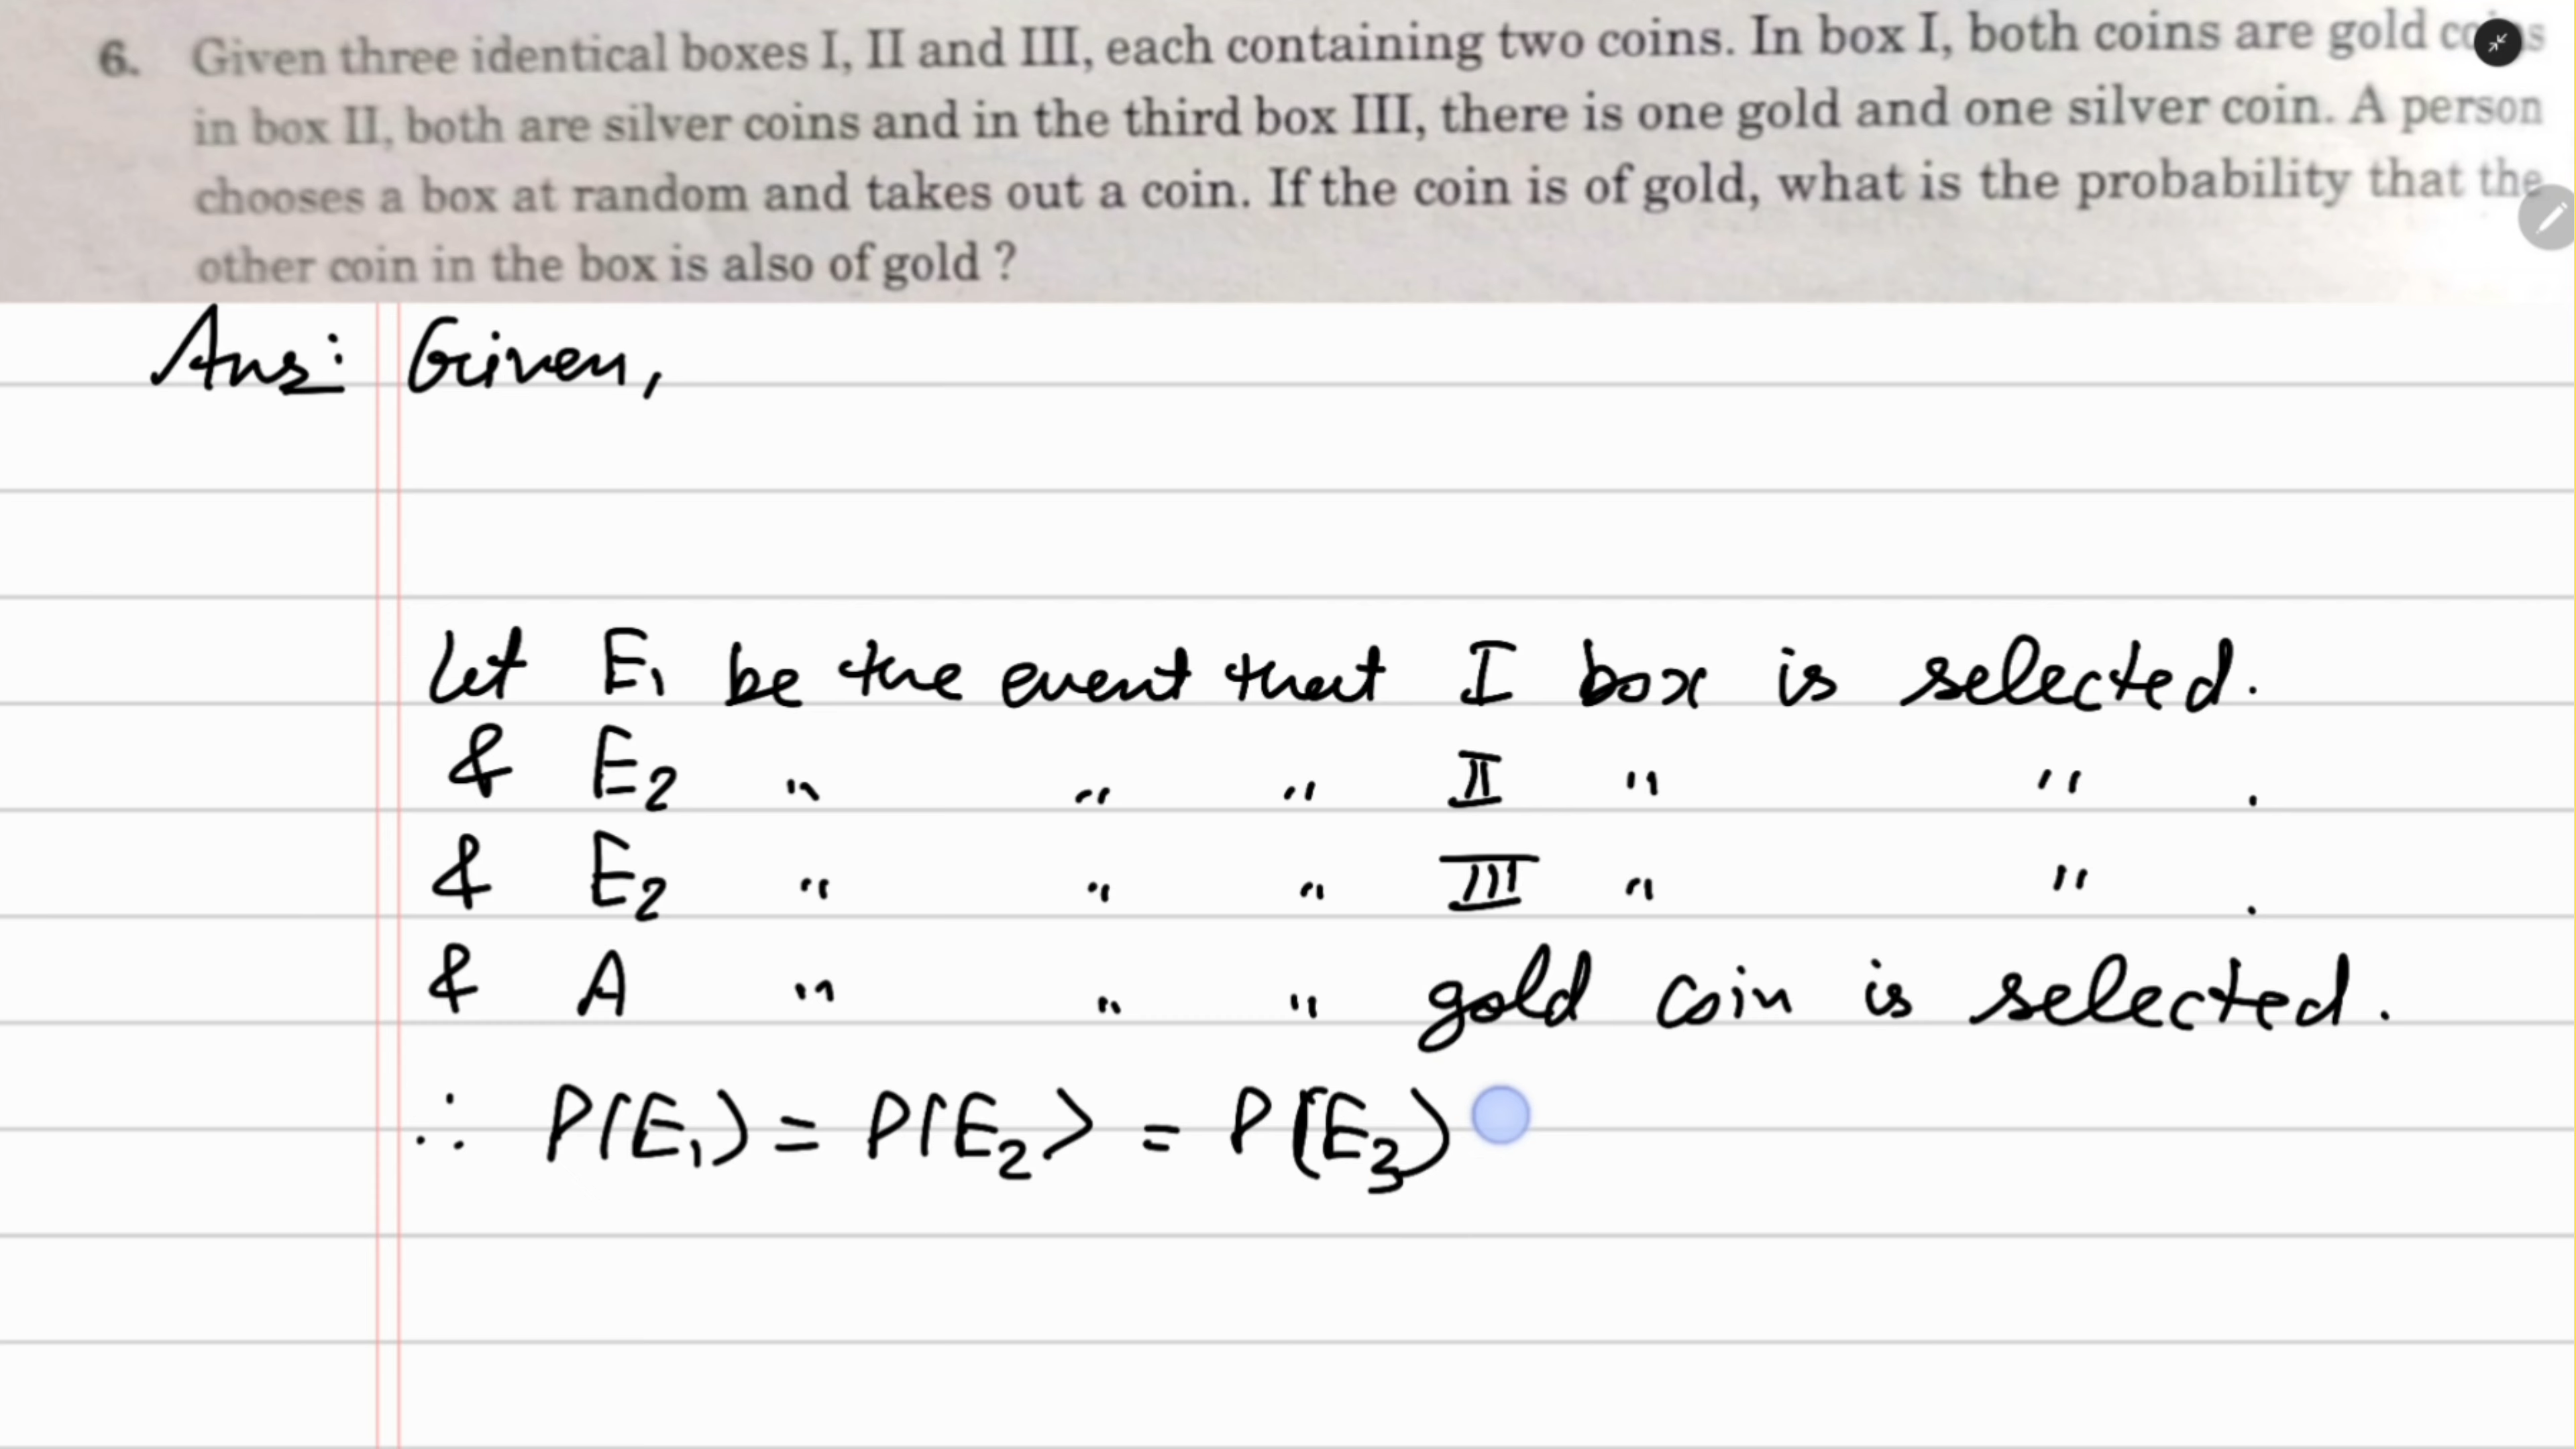 6. Given three identical boxes I, II and III, each containing two coins. In box I, both coins are gold
in box II, both are silver coins and in the third box III, there is one gold and one silver coin. A person
chooses a box at random and takes out a coin. If the coin is of gold, what is the probability that the
other coin in the box is also of gold ?
Ans: Given,
Let E₁ be the event that I box is selected.
& E₂ " " " II " " .
& E₂ " " " III " " .
& A " " " gold coin is selected.
∴ P(E₁) = P(E₂) = P(E₃)